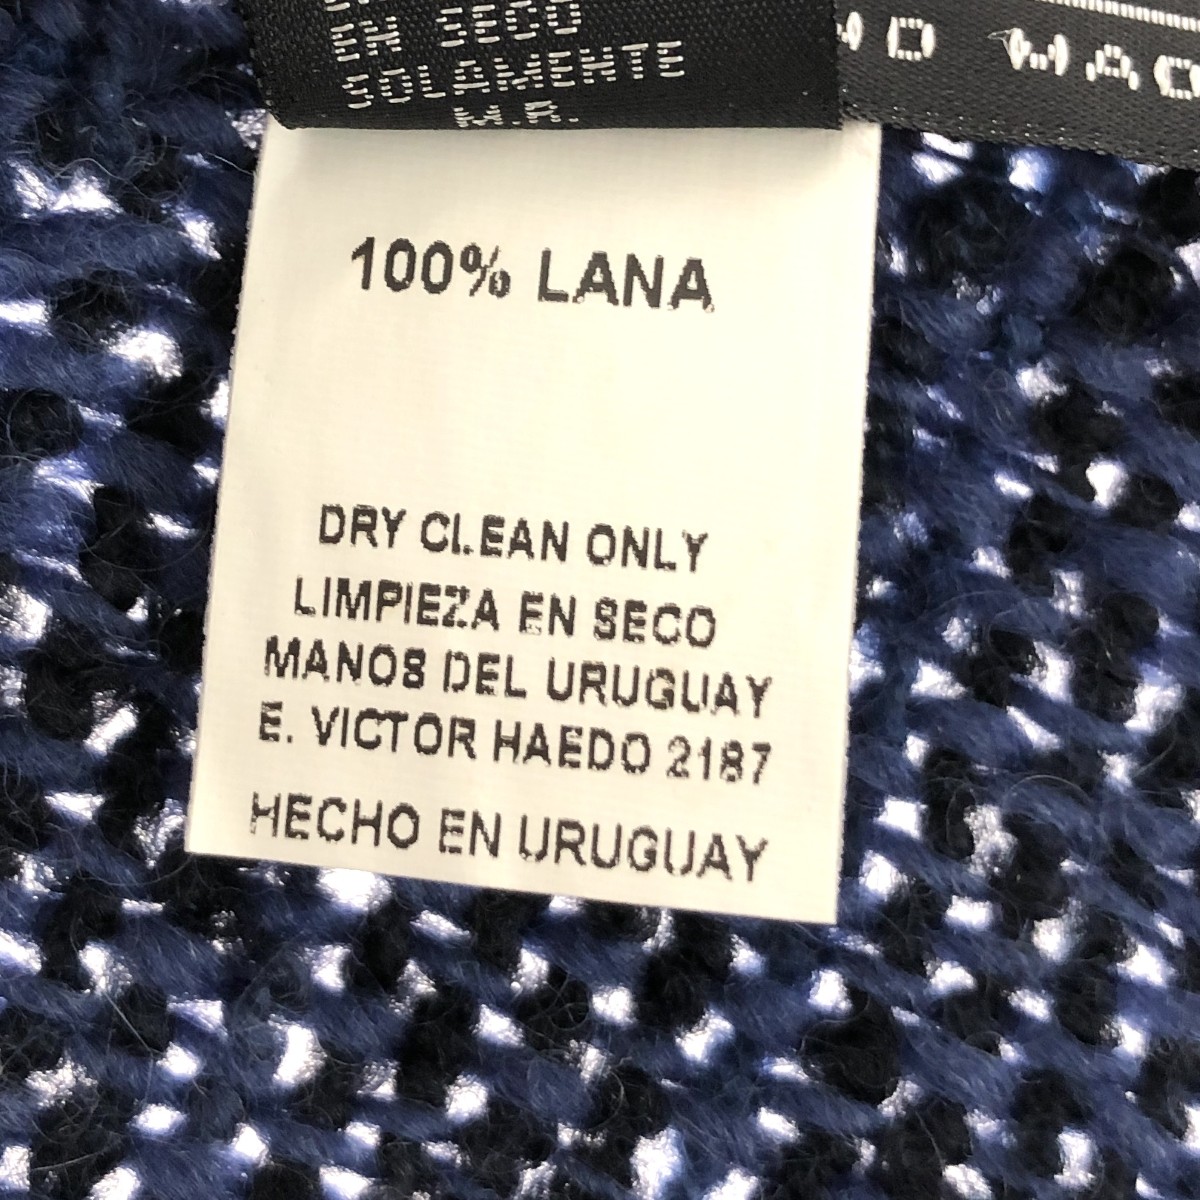 EN SECO
SOLAMENTE
M.R.
100% LANA
DRY CLEAN ONLY
LIMPIEZA EN SECO
MANOS DEL URUGUAY
E. VICTOR HAEDO 2187
HECHO EN URUGUAY